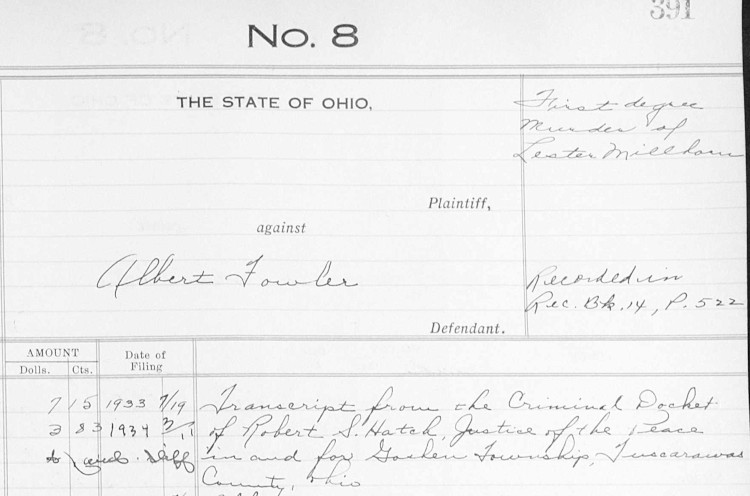 391
No. 8
THE STATE OF OHIO,
First degree
Murder of
Lester Millhorn
Plaintiff,
against
Albert Fowler
Recorded in
Rec. Bk. 14, P. 522
Defendant.
AMOUNT Date of Filing
Dolls. Cts.
7 15 1933 7/19 Transcript from the Criminal Docket
3 83 1934 of Robert S. Hatch, Justice of the Peace
in and for Goshen Township, Tuscarawas
County, Ohio